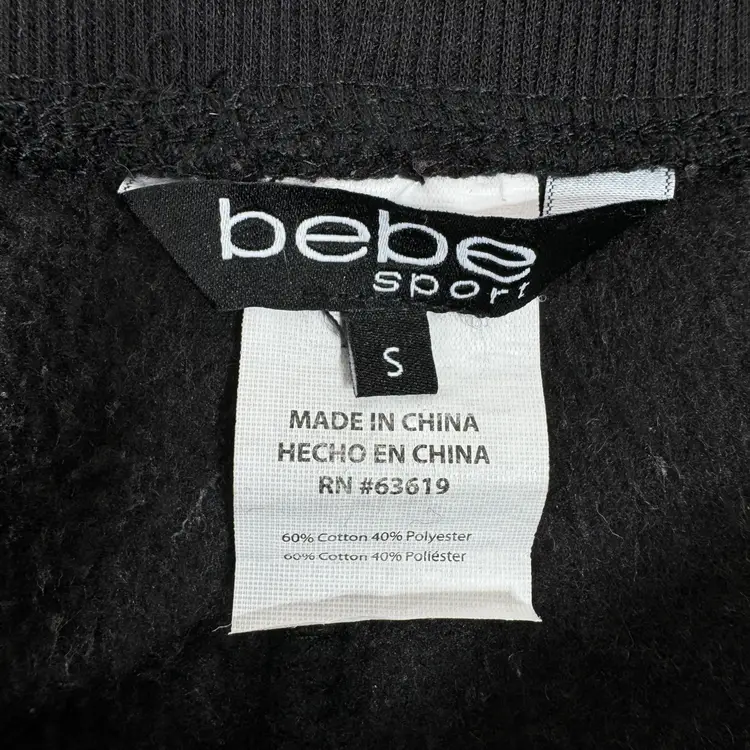 bebe
sport
S
MADE IN CHINA
HECHO EN CHINA
RN #63619
60% Cotton 40% Polyester
60% Cotton 40% Poliéster